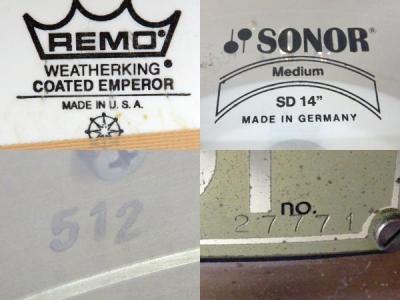 REMO®
WEATHERKING
COATED EMPEROR
MADE IN U.S.A.
SONOR®
Medium
SD 14"
MADE IN GERMANY
512
no.
27771